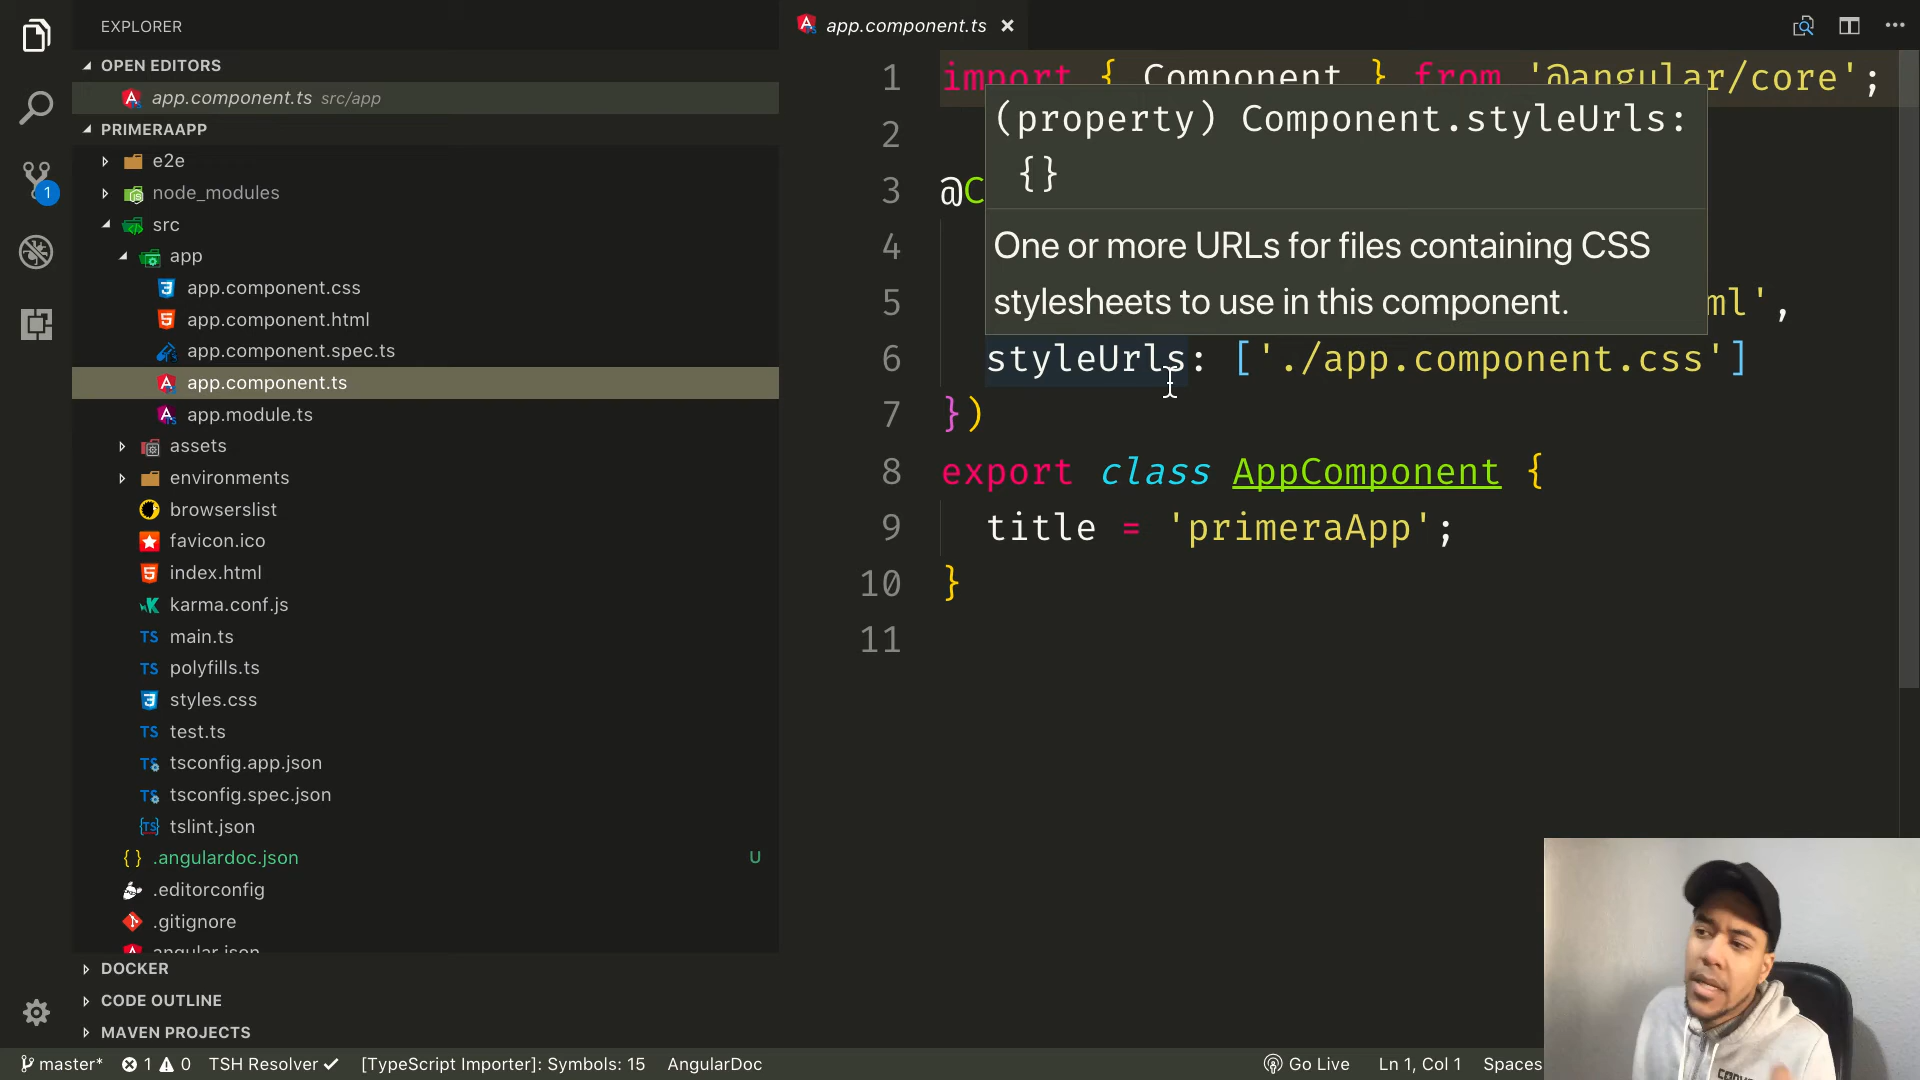 EXPLORER
OPEN EDITORS
app.component.ts src/app
PRIMERAAPP
e2e
node_modules
src
app
app.component.css
app.component.html
app.component.spec.ts
app.component.ts
app.module.ts
assets
environments
browserslist
favicon.ico
index.html
karma.conf.js
TS main.ts
TS polyfills.ts
styles.css
TS test.ts
tsconfig.app.json
tsconfig.spec.json
tslint.json
{ } .angulardoc.json U
.editorconfig
.gitignore
angular.json
DOCKER
CODE OUTLINE
MAVEN PROJECTS
1
app.component.ts
1 import { Component } from '@angular/core';
2
3 @C
4
5 ml',
(property) Component.styleUrls:
{}
One or more URLs for files containing CSS
stylesheets to use in this component.
6 styleUrls: ['./app.component.css']
7 })
8 export class AppComponent {
9 title = 'primeraApp';
10 }
11
master* 1 0 TSH Resolver ✓ [TypeScript Importer]: Symbols: 15 AngularDoc Go Live Ln 1, Col 1 Spaces